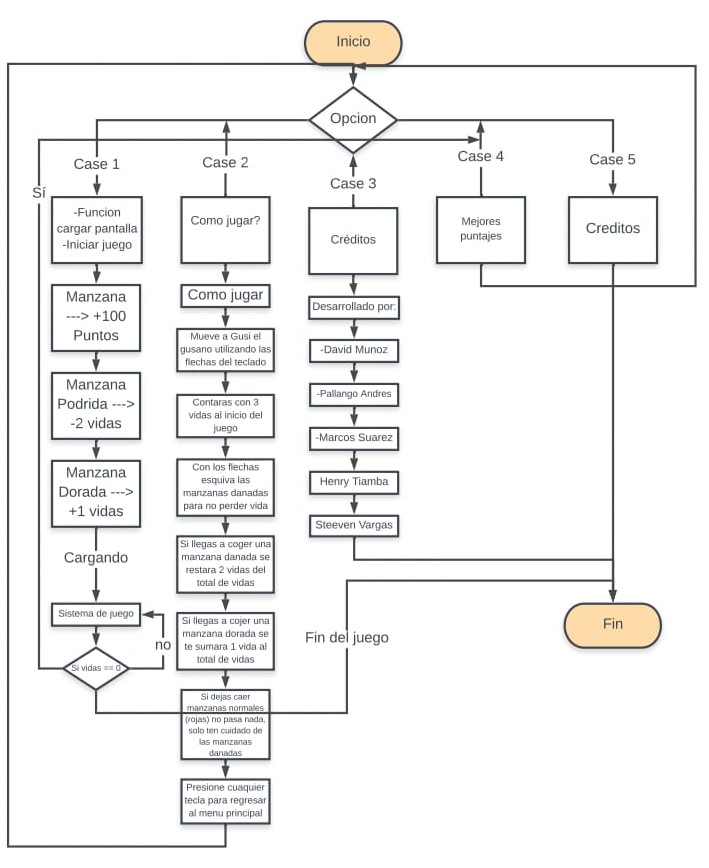 Inicio
Opcion
Case 1
Case 2
Case 3
Case 4
Case 5
Sí
-Funcion
cargar pantalla
-Iniciar juego
Manzana
---> +100
Puntos
Manzana
Podrida --->
-2 vidas
Manzana
Dorada --->
+1 vidas
Cargando
Sistema de juego
no
Si vidas == 0
Como jugar?
Como jugar
Mueve a Gusi el
gusano utilizando las
flechas del teclado
Contaras con 3
vidas al inicio del
juego
Con los flechas
esquiva las
manzanas danadas
para no perder vida
Si llegas a coger una
manzana danada se
restara 2 vidas del
total de vidas
Si llegas a cojer una
manzana dorada se
te sumara 1 vida al
total de vidas
Si dejas caer
manzanas normales
(rojas) no pasa nada,
solo ten cuidado de
las manzanas
danadas
Presione cuaquier
tecla para regresar
al menu principal
Créditos
Desarrollado por:
-David Munoz
-Pallango Andres
-Marcos Suarez
Henry Tiamba
Steeven Vargas
Mejores
puntajes
Creditos
Fin del juego
Fin